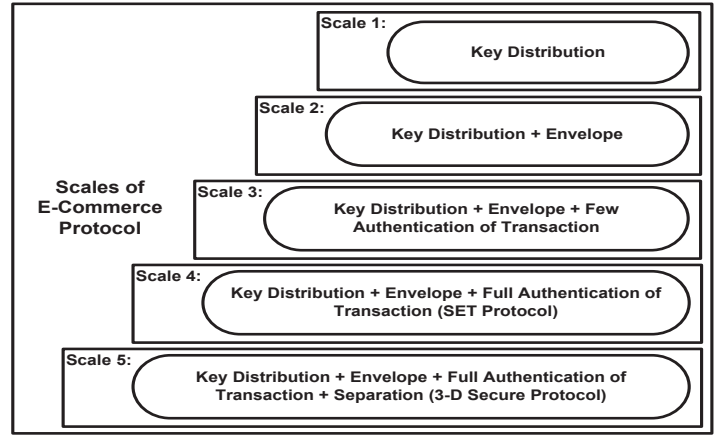 Scale 1:
Key Distribution
Scale 2:
Key Distribution + Envelope
Scales of
E-Commerce
Protocol
Scale 3:
Key Distribution + Envelope + Few
Authentication of Transaction
Scale 4:
Key Distribution + Envelope + Full Authentication of
Transaction (SET Protocol)
Scale 5:
Key Distribution + Envelope + Full Authentication of
Transaction + Separation (3-D Secure Protocol)